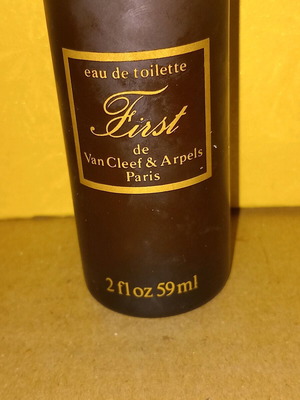 eau de toilette
First
de
Van Cleef & Arpels
Paris
2 fl oz 59 ml